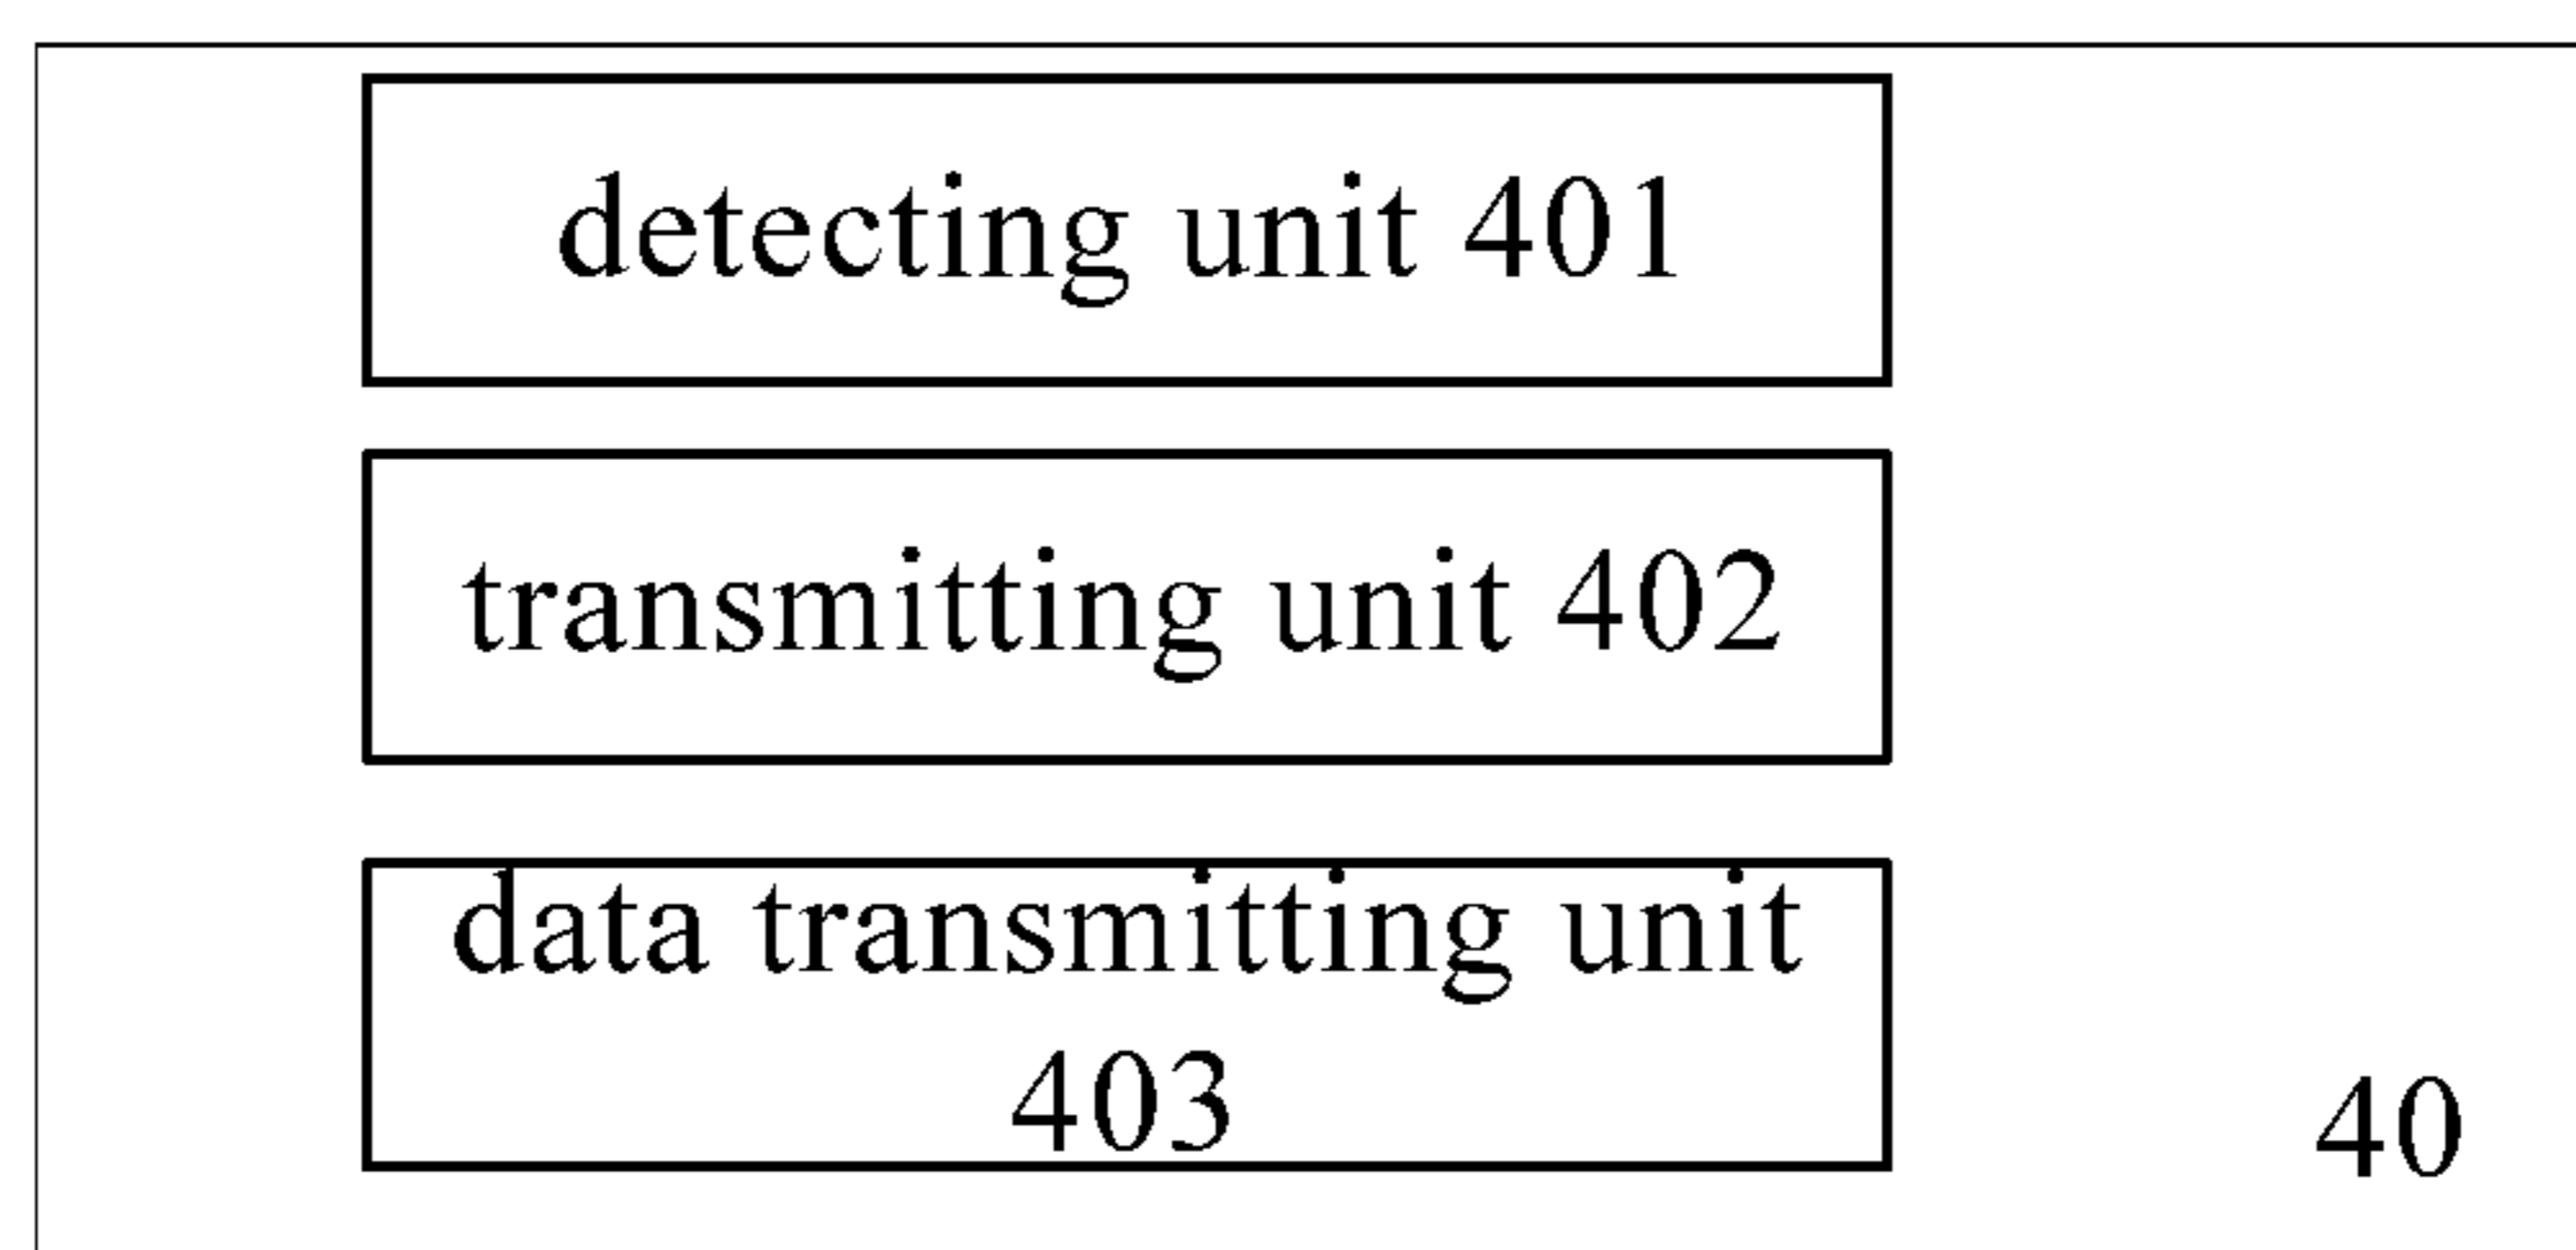 detecting unit 401
transmitting unit 402
data transmitting unit
403
40